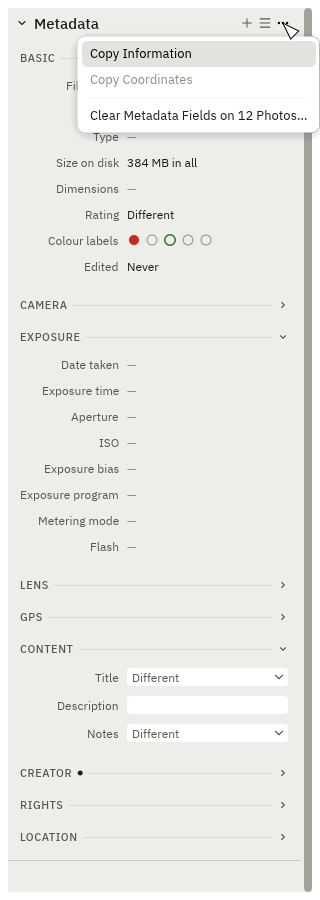 Metadata
Copy Information
Copy Coordinates
Clear Metadata Fields on 12 Photos...
BASIC
Type —
Size on disk 384 MB in all
Dimensions —
Rating Different
Colour labels
Edited Never
CAMERA
EXPOSURE
Date taken —
Exposure time —
Aperture —
ISO —
Exposure bias —
Exposure program —
Metering mode —
Flash —
LENS
GPS
CONTENT
Title Different
Description
Notes Different
CREATOR
RIGHTS
LOCATION